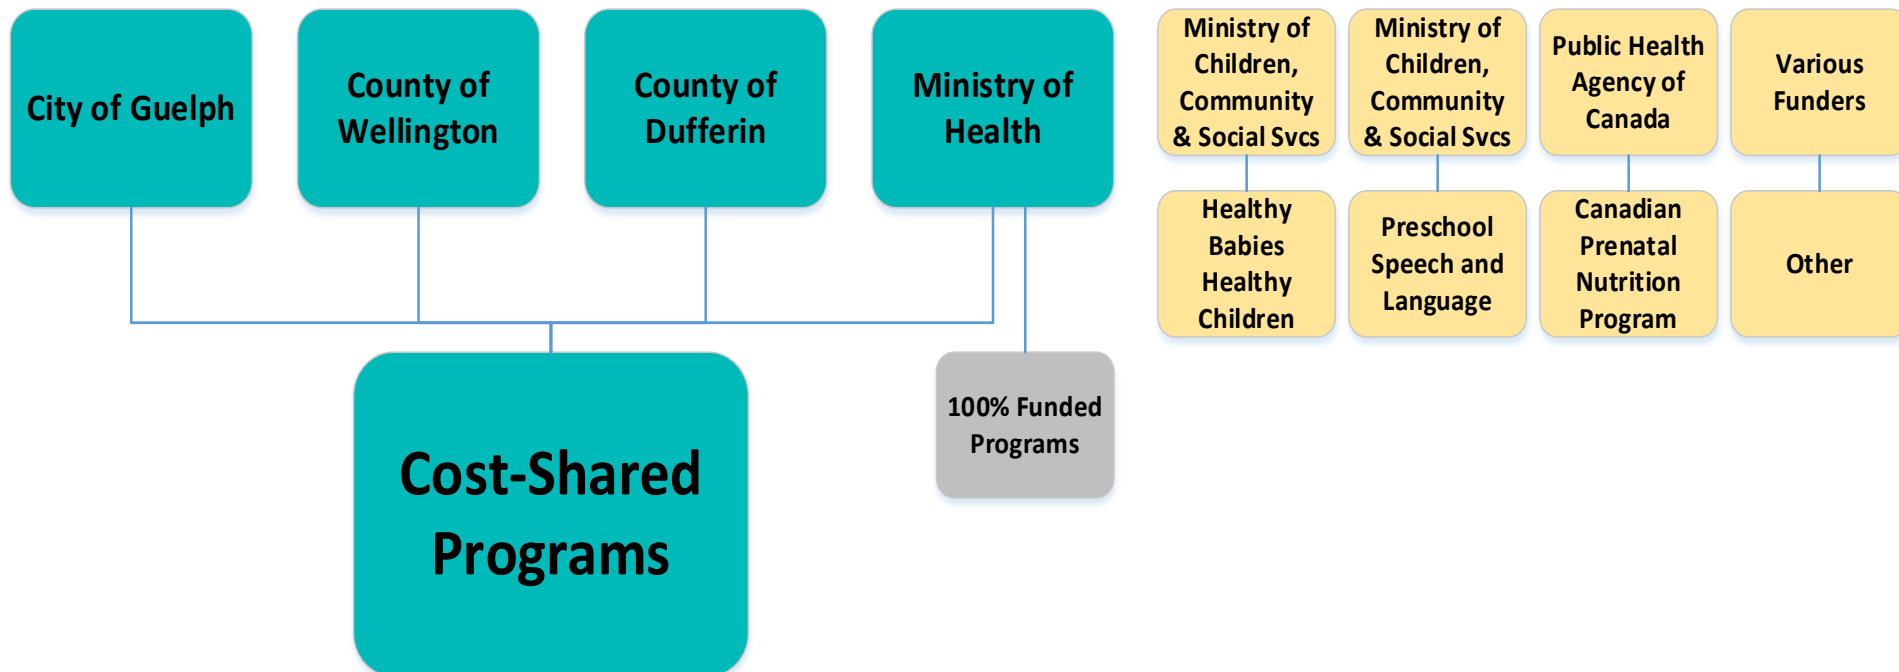 City of Guelph
County of
Wellington
County of
Dufferin
Ministry of
Health
Ministry of
Children,
Community
& Social Svcs
Ministry of
Children,
Community
& Social Svcs
Public Health
Agency of
Canada
Various
Funders
Healthy
Babies
Healthy
Children
Preschool
Speech and
Language
Canadian
Prenatal
Nutrition
Program
Other
Cost-Shared
Programs
100% Funded
Programs